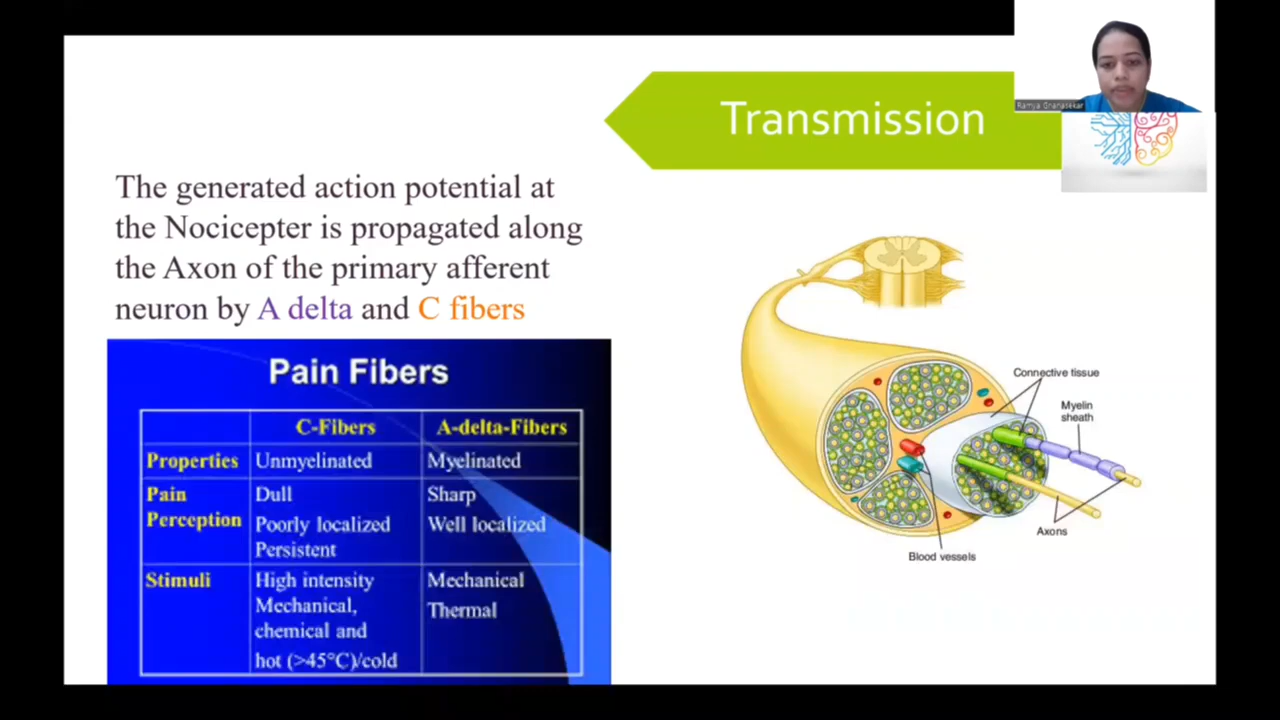 Transmission
Ramya Gnanasekar
The generated action potential at
the Nocicepter is propagated along
the Axon of the primary afferent
neuron by A delta and C fibers
Pain Fibers
C-Fibers A-delta-Fibers
Properties Unmyelinated Myelinated
Pain Perception Dull Sharp
Poorly localized Well localized
Persistent
Stimuli High intensity Mechanical
Mechanical, Thermal
chemical and
hot (>45°C)/cold
Connective tissue
Myelin
sheath
Axons
Blood vessels